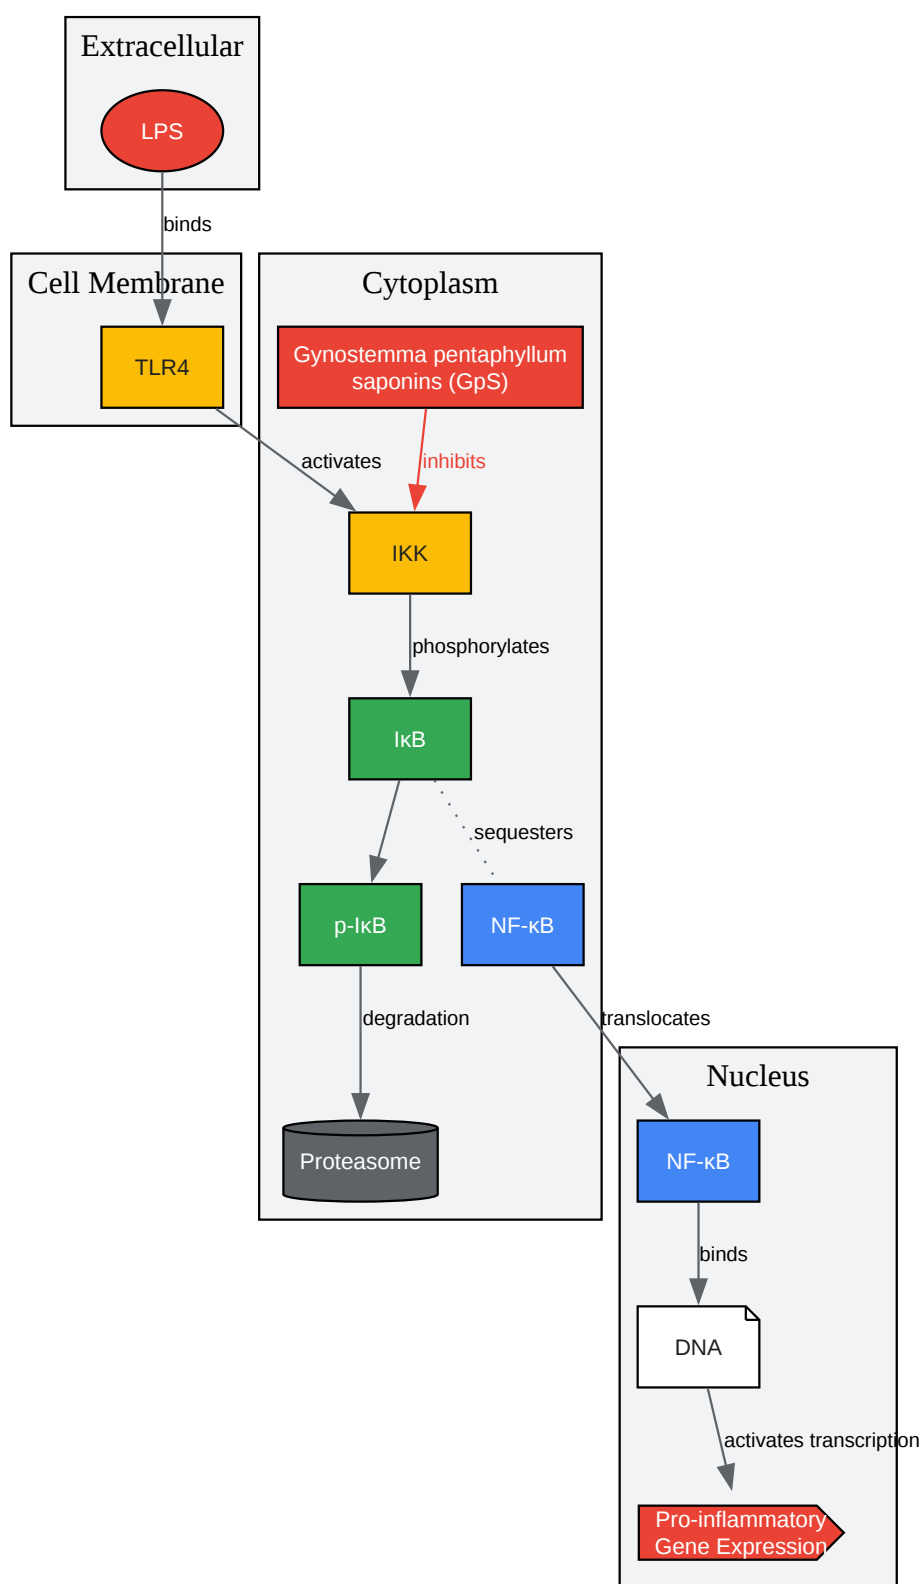 Extracellular
LPS
binds
Cell Membrane
Cytoplasm
TLR4
Gynostemma pentaphyllum
saponins (GpS)
activates
inhibits
IKK
phosphorylates
IκB
sequesters
p-IκB
NF-κB
degradation
translocates
Nucleus
Proteasome
NF-κB
binds
DNA
activates transcription
Pro-inflammatory
Gene Expression